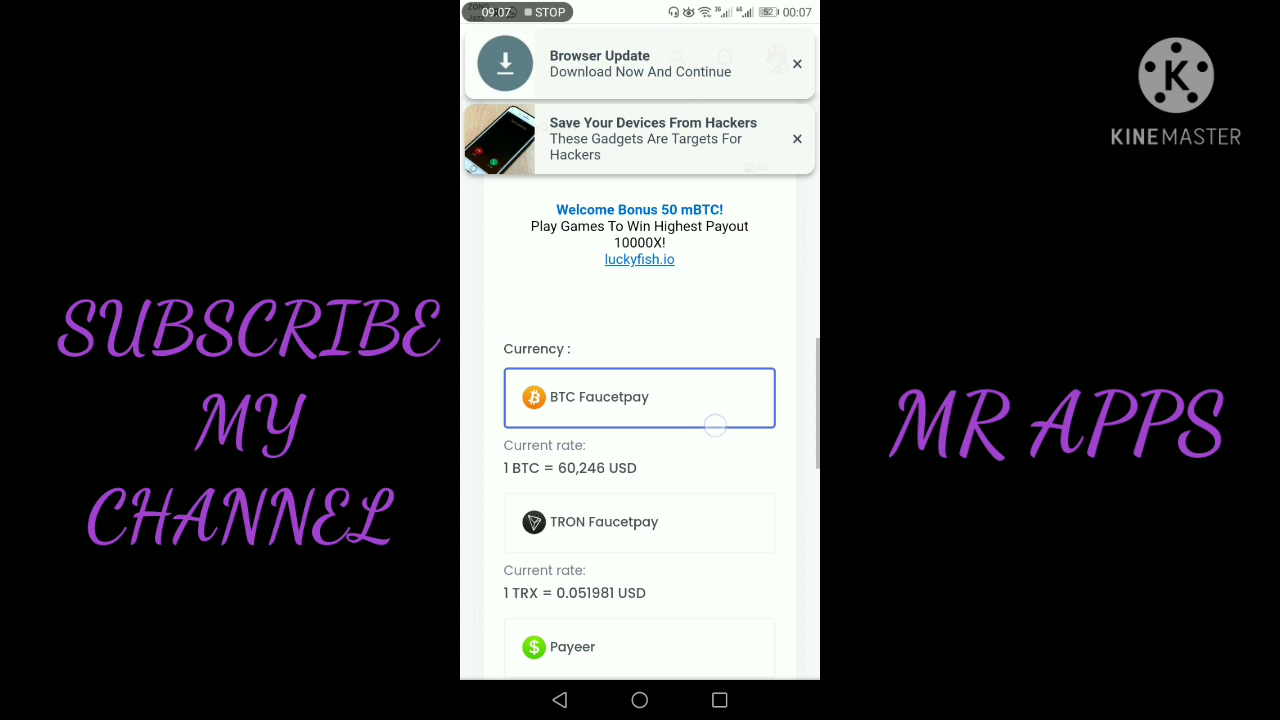 09:07 STOP
52 00:07
Browser Update
Download Now And Continue
Save Your Devices From Hackers
These Gadgets Are Targets For
Hackers
Welcome Bonus 50 mBTC!
Play Games To Win Highest Payout
10000X!
luckyfish.io
Currency :
BTC Faucetpay
Current rate:
1 BTC = 60,246 USD
TRON Faucetpay
Current rate:
1 TRX = 0.051981 USD
Payeer
SUBSCRIBE
MY
CHANNEL
K
KINEMASTER
MR APPS